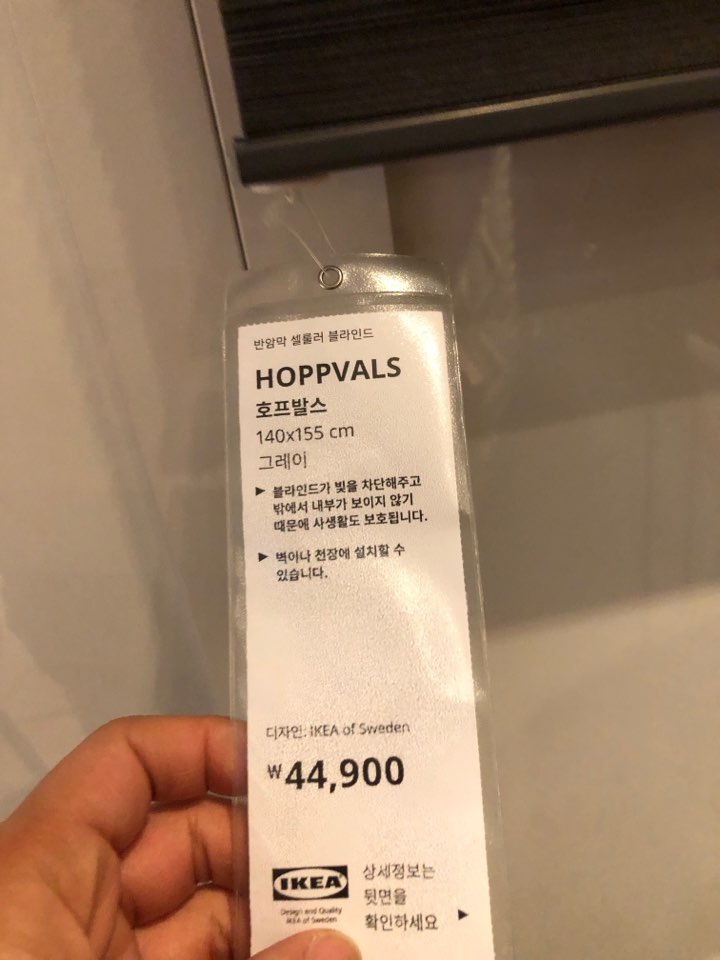 반암막 셀룰러 블라인드
HOPPVALS
호프발스
140x155 cm
그레이
▶ 블라인드가 빛을 차단해주고
밖에서 내부가 보이지 않기
때문에 사생활도 보호됩니다.
▶ 벽이나 천장에 설치할 수
있습니다.
디자인: IKEA of Sweden
₩44,900
IKEA
Design and Quality
IKEA of Sweden
상세정보는
뒷면을
확인하세요 ▶